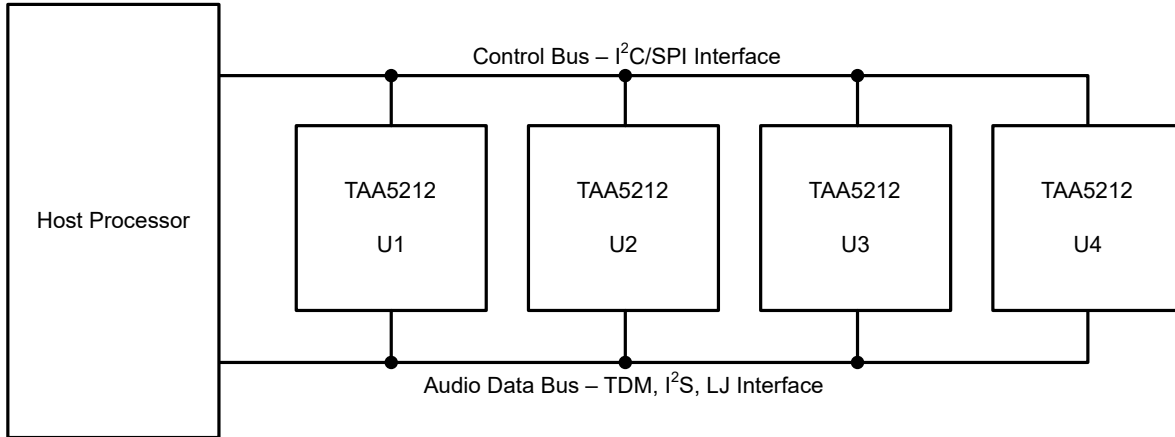 Control Bus – I²C/SPI Interface
Host Processor
TAA5212
U1
TAA5212
U2
TAA5212
U3
TAA5212
U4
Audio Data Bus – TDM, I²S, LJ Interface